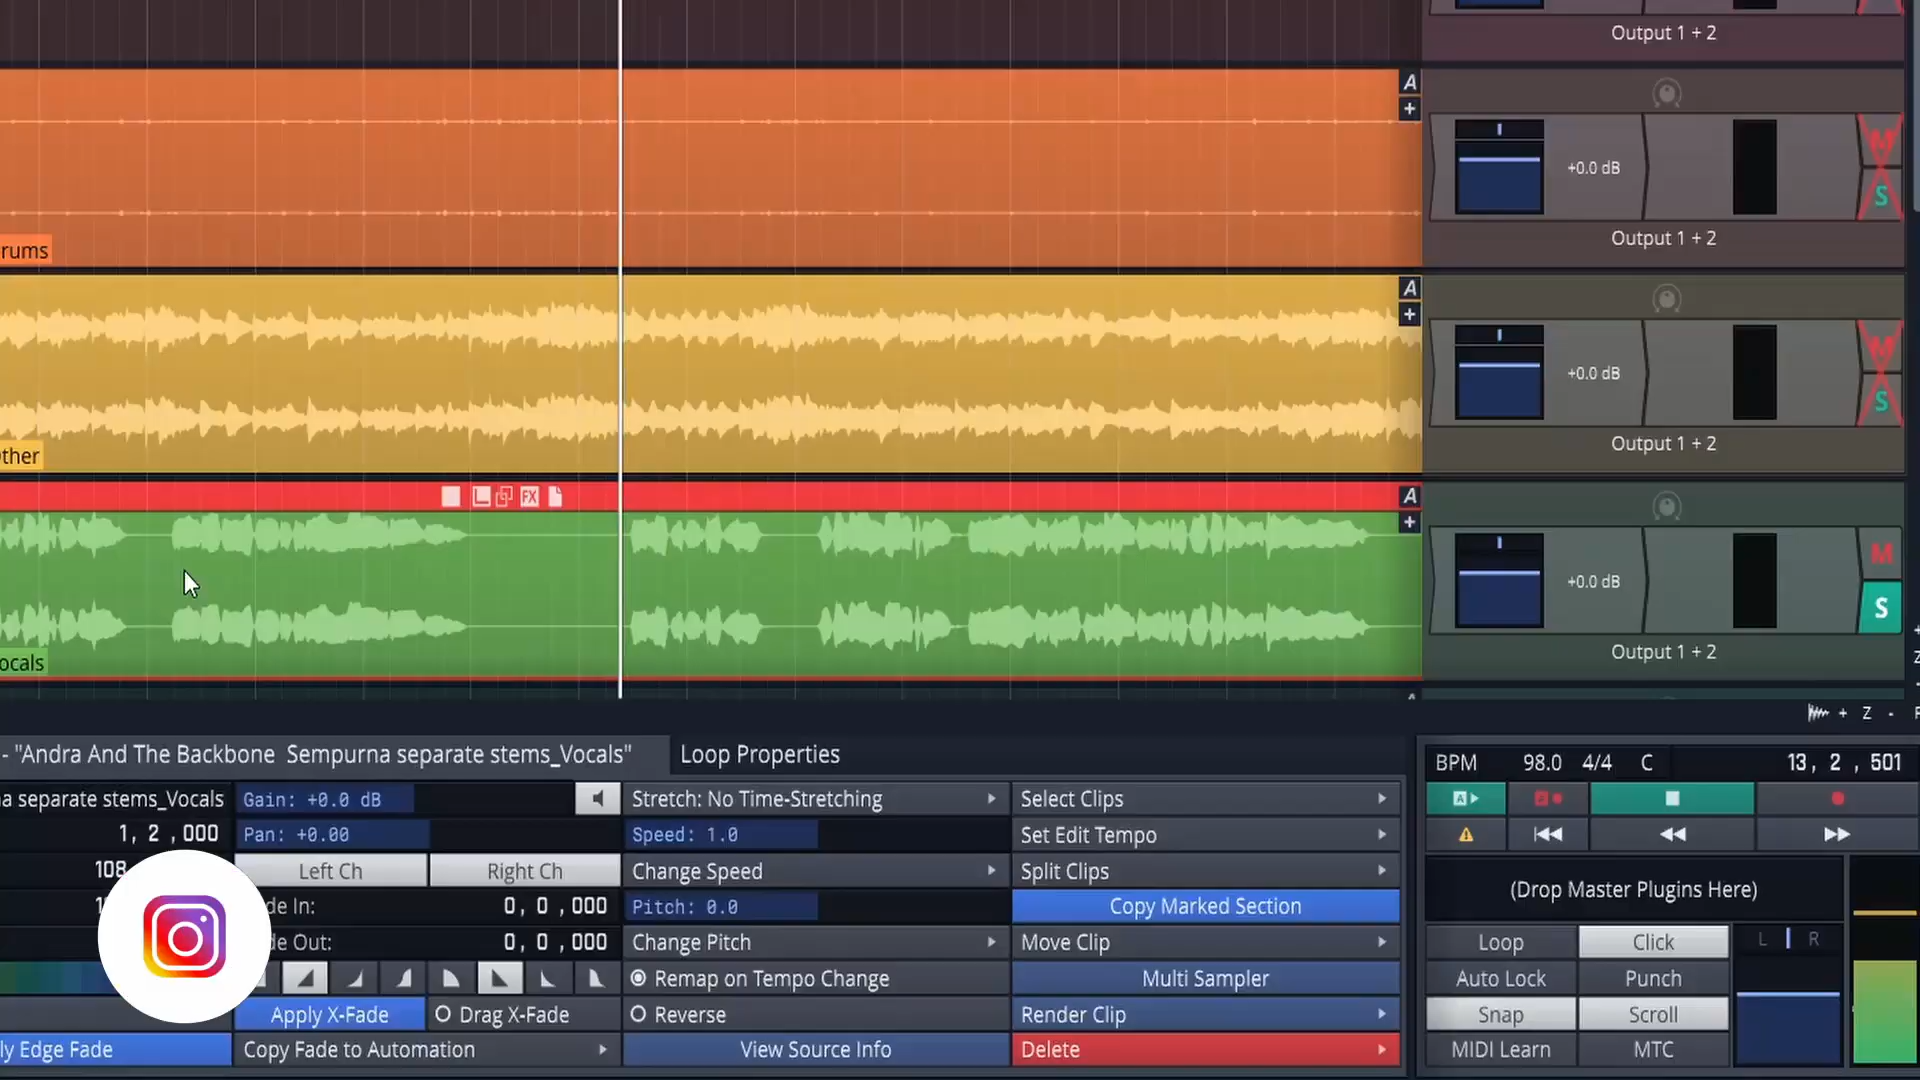 Output 1 + 2
A
+
+0.0 dB
M
S
Output 1 + 2
rums
A
+
+0.0 dB
M
S
Output 1 + 2
ther
FX
A
+
+0.0 dB
M
S
Output 1 + 2
ocals
+ Z -
- "Andra And The Backbone Sempurna separate stems_Vocals"
Loop Properties
BPM 98.0 4/4 C 13, 2 , 501
a separate stems_Vocals
Gain: +0.0 dB
Stretch: No Time-Stretching
Select Clips
1, 2 ,000
Pan: +0.00
Speed: 1.0
Set Edit Tempo
108
Left Ch
Right Ch
Change Speed
Split Clips
(Drop Master Plugins Here)
de In: 0, 0 ,000
Pitch: 0.0
Copy Marked Section
de Out: 0, 0 ,000
Change Pitch
Move Clip
Loop
Click
L R
Remap on Tempo Change
Multi Sampler
Auto Lock
Punch
Apply X-Fade
Drag X-Fade
Reverse
Render Clip
Snap
Scroll
ly Edge Fade
Copy Fade to Automation
View Source Info
Delete
MIDI Learn
MTC